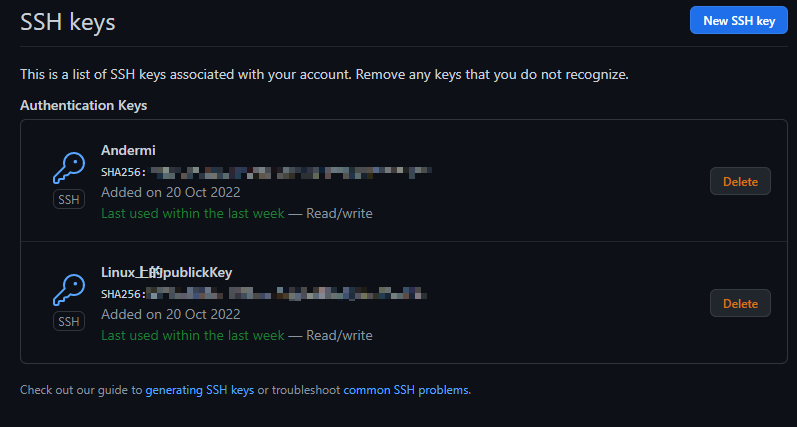 SSH keys
New SSH key
This is a list of SSH keys associated with your account. Remove any keys that you do not recognize.
Authentication Keys
Andermi
SHA256:
Added on 20 Oct 2022
Last used within the last week — Read/write
SSH
Delete
Linux上的publickKey
SHA256:
Added on 20 Oct 2022
Last used within the last week — Read/write
SSH
Delete
Check out our guide to generating SSH keys or troubleshoot common SSH problems.